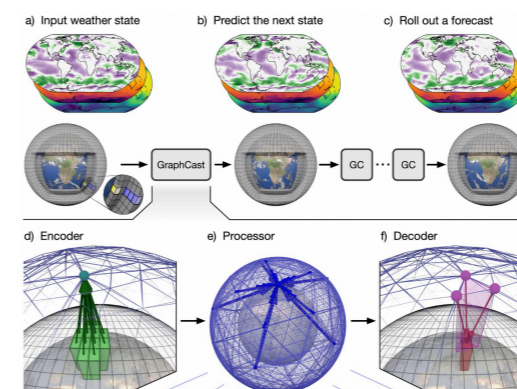 a) Input weather state
b) Predict the next state
c) Roll out a forecast
GraphCast
GC
...
GC
d) Encoder
e) Processor
f) Decoder